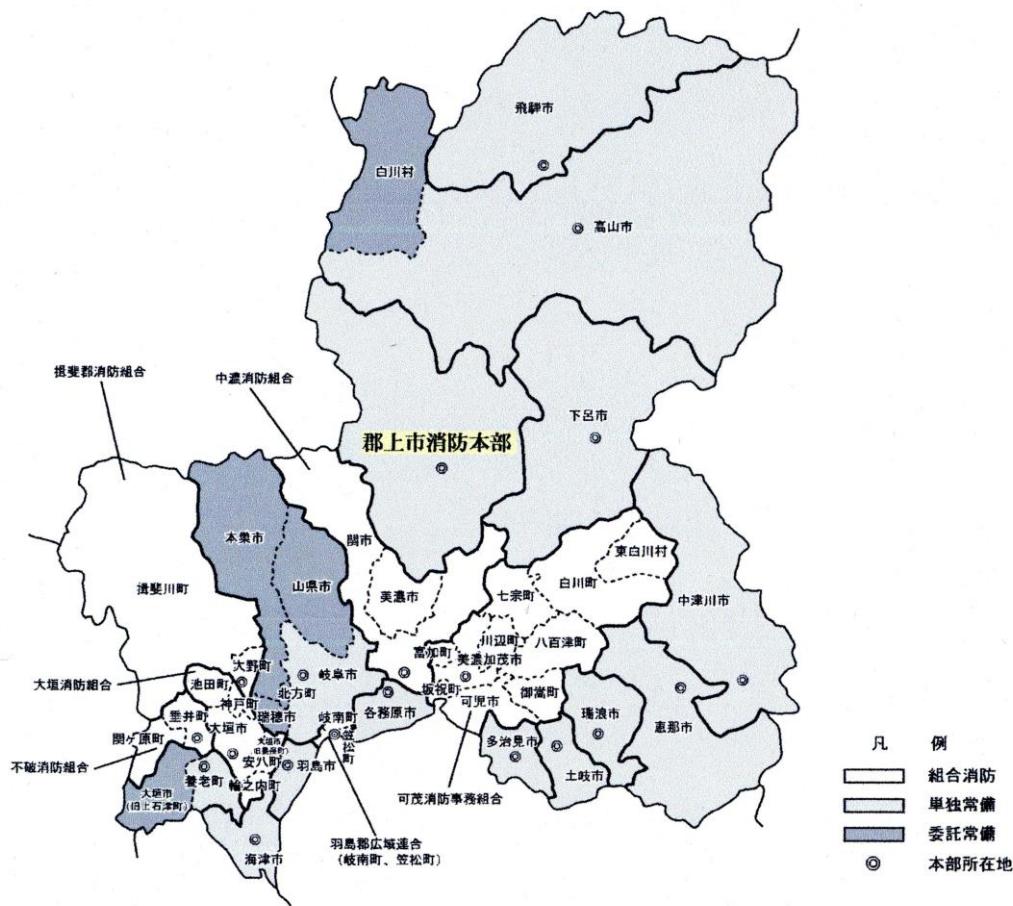 飛騨市
白川村
高山市
揖斐郡消防組合
中濃消防組合
下呂市
郡上市消防本部
本巣市
関市
東白川村
山県市
揖斐川町
美濃市
七宗町
白川町
中津川市
川辺町
八百津町
富加町
美濃加茂市
大野町
岐阜市
大垣消防組合
池田町
坂祝町
御嵩町
北方町
神戸町
可児市
各務原市
瑞穂市
岐南町
瑞浪市
恵那市
垂井町
大垣市
笠松町
関ヶ原町
多治見市
安八町
羽島市
不破消防組合
養老町
土岐市
輪之内町
大垣市
(旧上石津町)
可茂消防事務組合
羽島郡広域連合
(岐南町、笠松町)
海津市
凡 例
組合消防
単独常備
委託常備
本部所在地